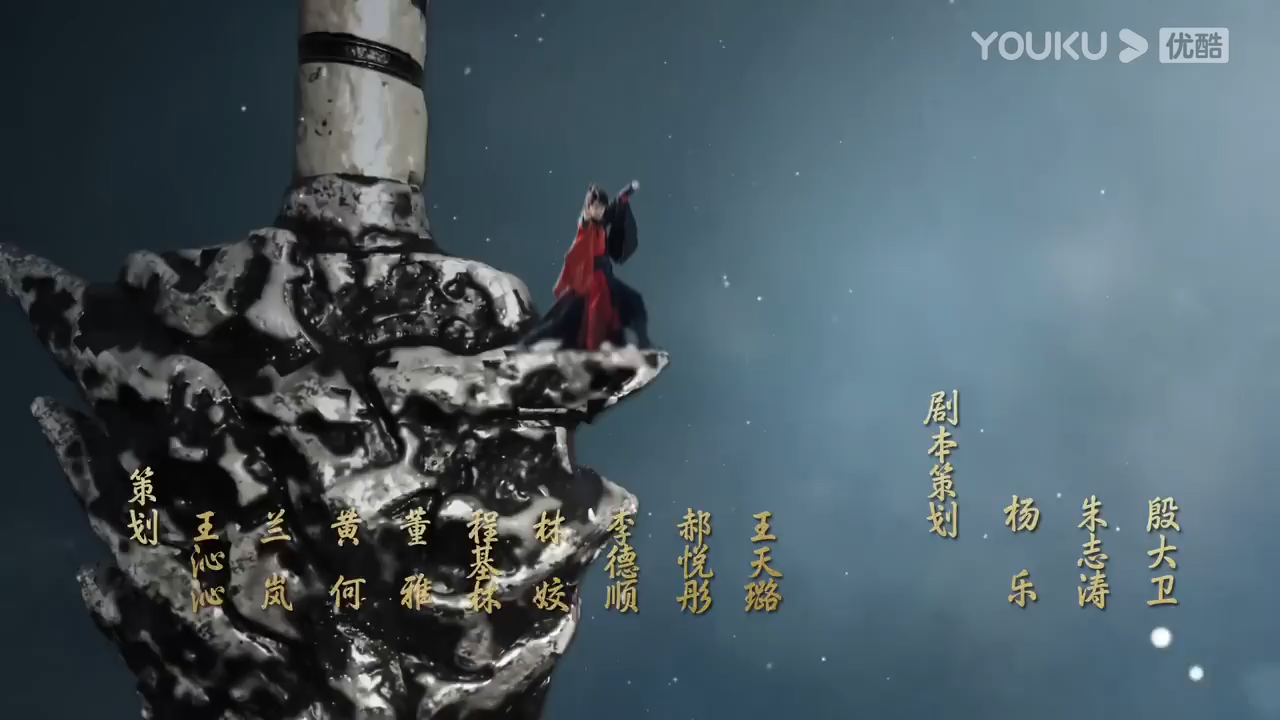 YOUKU 优酷
策划
王沁沁
兰岚
黄何
董雅
程基林
林姣
李德顺
郝悦彤
王天璐
剧本策划
杨乐
朱志涛
殷大卫